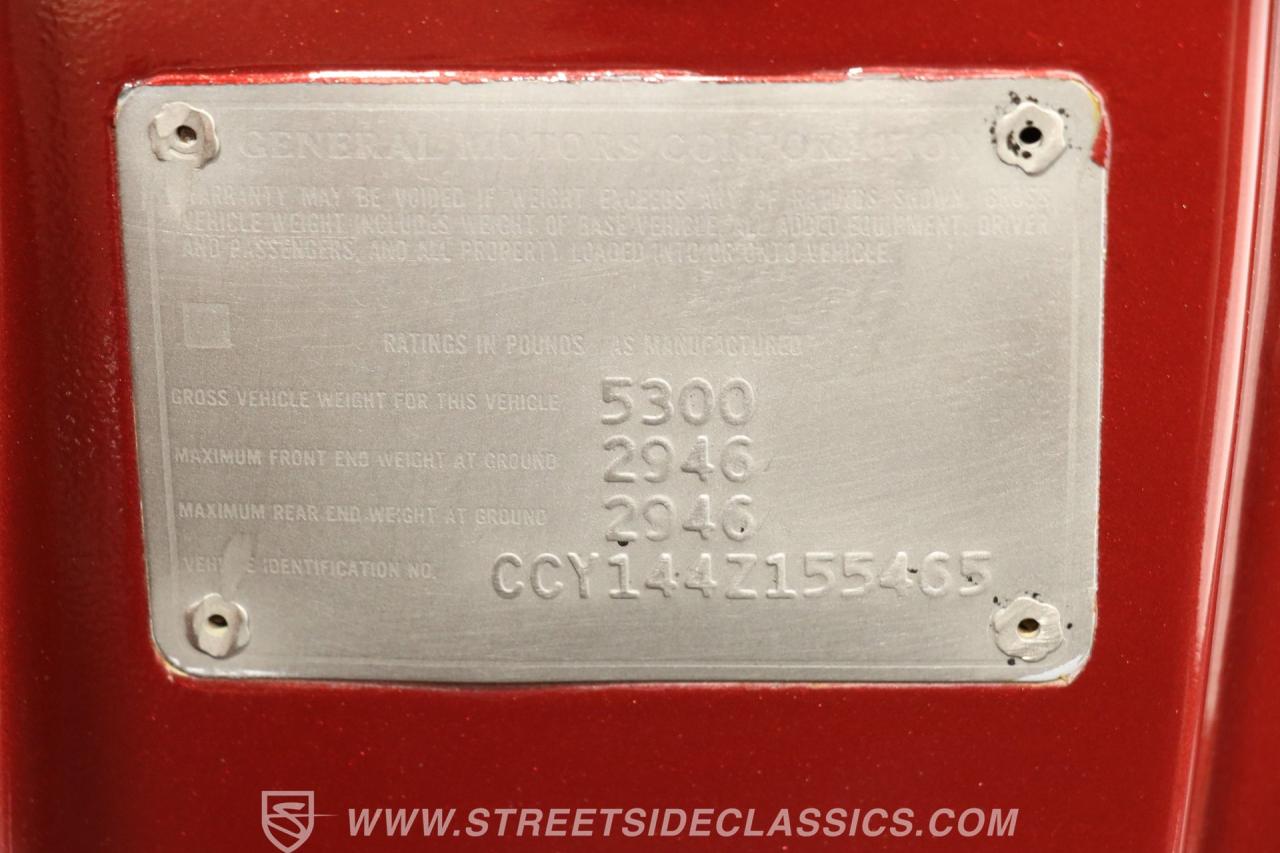 GENERAL MOTORS CORPORATION
WARRANTY MAY BE VOIDED IF WEIGHT EXCEEDS ANY OF RATINGS SHOWN. GROSS
VEHICLE WEIGHT INCLUDES WEIGHT OF BASE VEHICLE, ALL ADDED EQUIPMENT, DRIVER
AND PASSENGERS, AND ALL PROPERTY LOADED INTO OR ONTO VEHICLE.
RATINGS IN POUNDS AS MANUFACTURED
GROSS VEHICLE WEIGHT FOR THIS VEHICLE 5300
MAXIMUM FRONT END WEIGHT AT GROUND 2946
MAXIMUM REAR END WEIGHT AT GROUND 2946
VEHICLE IDENTIFICATION NO. CCY144Z155465
WWW.STREETSIDECLASSICS.COM